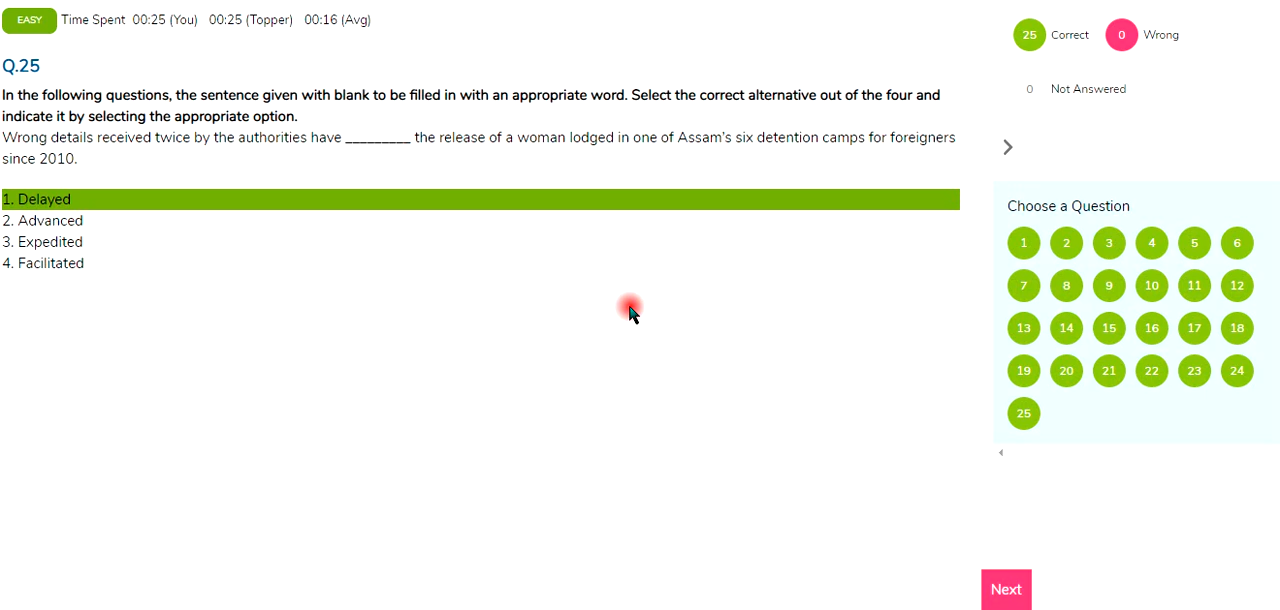 EASY Time Spent 00:25 (You) 00:25 (Topper) 00:16 (Avg)
Q.25
In the following questions, the sentence given with blank to be filled in with an appropriate word. Select the correct alternative out of the four and
indicate it by selecting the appropriate option.
Wrong details received twice by the authorities have _________ the release of a woman lodged in one of Assam's six detention camps for foreigners
since 2010.
1. Delayed
2. Advanced
3. Expedited
4. Facilitated
25 Correct 0 Wrong
0 Not Answered
Choose a Question
1 2 3 4 5 6
7 8 9 10 11 12
13 14 15 16 17 18
19 20 21 22 23 24
25
Next